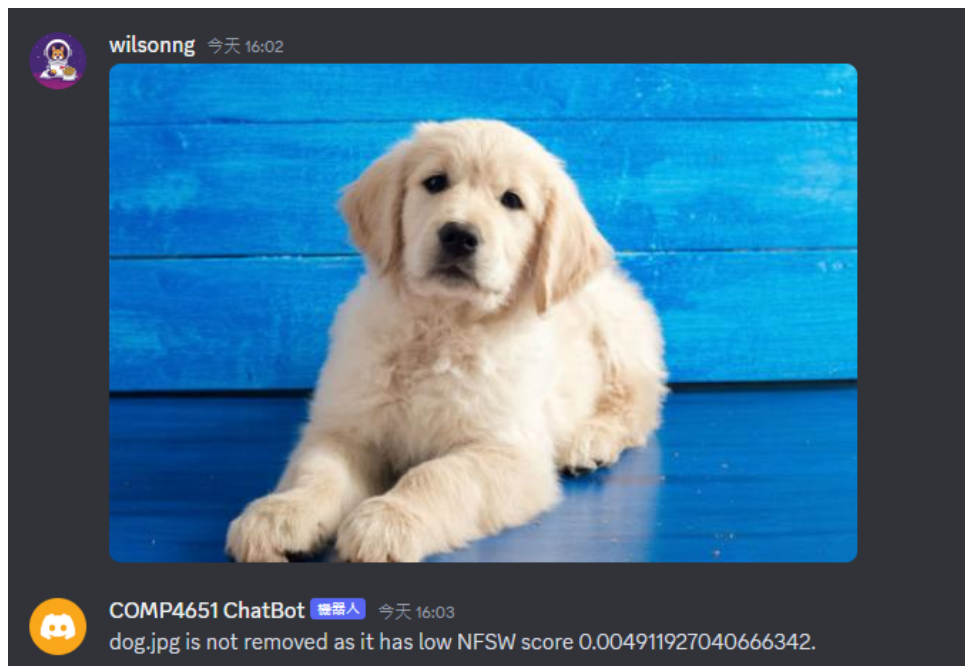 wilsonng 今天 16:02
COMP4651 ChatBot 機器人 今天 16:03
dog.jpg is not removed as it has low NFSW score 0.004911927040666342.